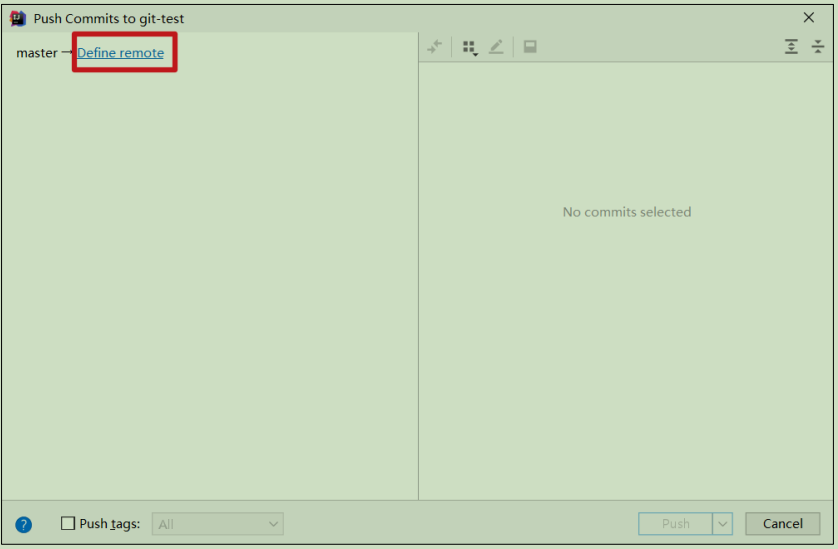 Push Commits to git-test
master → Define remote
No commits selected
? Push tags: All Push Cancel